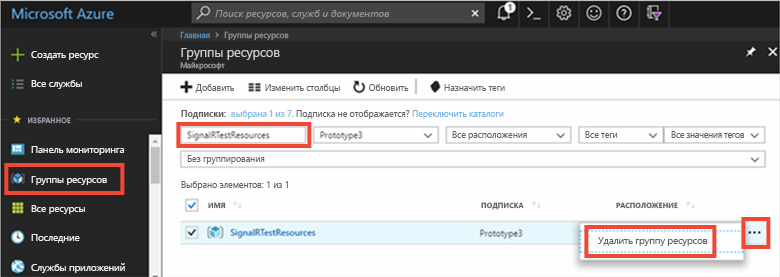 Microsoft Azure
Поиск ресурсов, служб и документов
1
Создать ресурс
Все службы
ИЗБРАННОЕ
Панель мониторинга
Группы ресурсов
Все ресурсы
Последние
Службы приложений
Главная > Группы ресурсов
Группы ресурсов
Майкрософт
Добавить Изменить столбцы Обновить Назначить теги
Подписки: выбрана 1 из 7. Подписка не отображается? Переключить каталоги
SignalRTestResources Prototype3 Все расположения Все теги Все значения тегов
Без группирования
Выбрано элементов: 1 из 1
ИМЯ ПОДПИСКА РАСПОЛОЖЕНИЕ
SignalRTestResources Prototype3
Удалить группу ресурсов